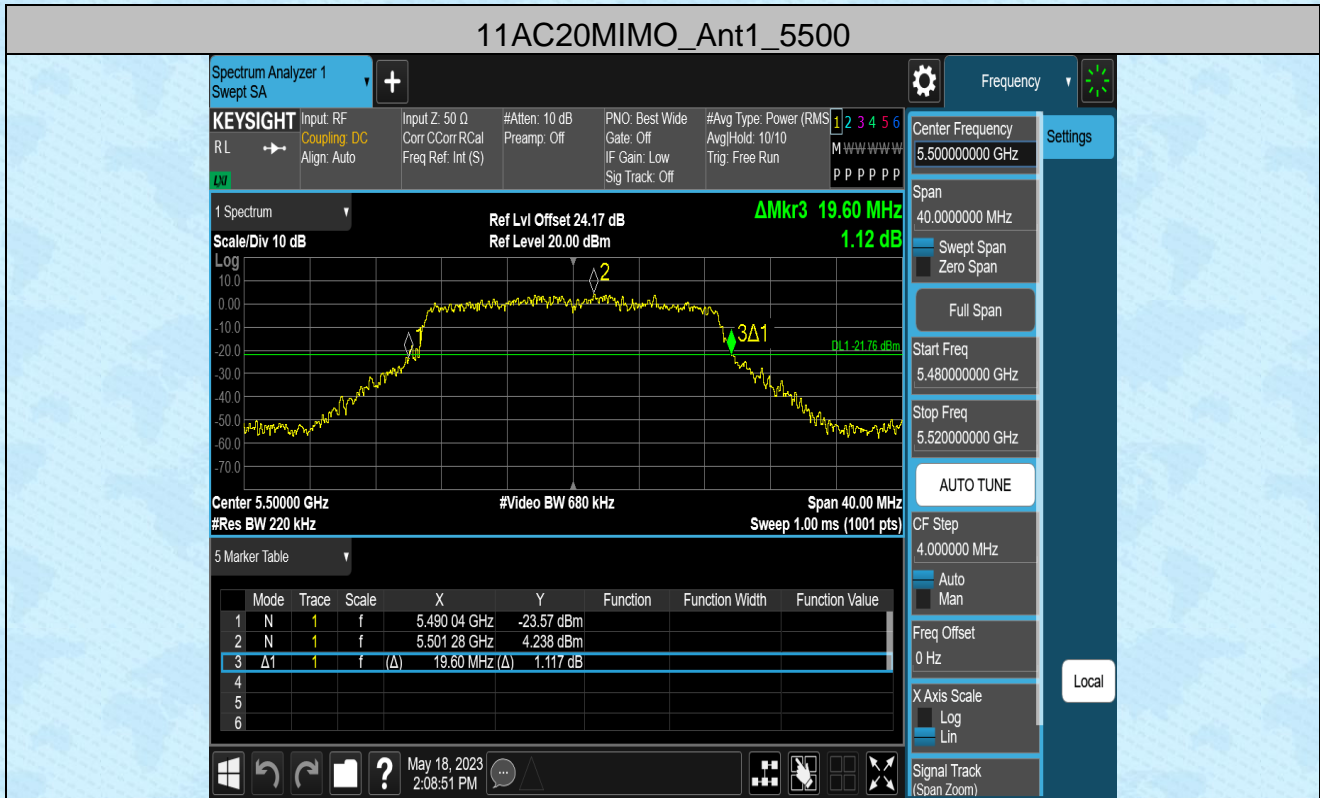 11AC20MIMO_Ant1_5500
Spectrum Analyzer 1
Swept SA
Frequency
KEYSIGHT
RL
LXI
Input: RF
Coupling: DC
Align: Auto
Input Z: 50 Ω
Corr CCorr RCal
Freq Ref: Int (S)
#Atten: 10 dB
Preamp: Off
PNO: Best Wide
Gate: Off
IF Gain: Low
Sig Track: Off
#Avg Type: Power (RMS
Avg|Hold: 10/10
Trig: Free Run
1 2 3 4 5 6
M W W W W W
P P P P P P
1 Spectrum
Scale/Div 10 dB
Ref Lvl Offset 24.17 dB
Ref Level 20.00 dBm
ΔMkr3 19.60 MHz
1.12 dB
Log
10.0
0.00
-10.0
-20.0
-30.0
-40.0
-50.0
-60.0
-70.0
1
2
3Δ1
DL1 -21.76 dBm
Center 5.50000 GHz
#Video BW 680 kHz
Span 40.00 MHz
#Res BW 220 kHz
Sweep 1.00 ms (1001 pts)
5 Marker Table
Mode Trace Scale X Y Function Function Width Function Value
1 N 1 f 5.490 04 GHz -23.57 dBm
2 N 1 f 5.501 28 GHz 4.238 dBm
3 Δ1 1 f (Δ) 19.60 MHz (Δ) 1.117 dB
4
5
6
?
May 18, 2023
2:08:51 PM
Center Frequency
5.500000000 GHz
Settings
Span
40.0000000 MHz
Swept Span
Zero Span
Full Span
Start Freq
5.480000000 GHz
Stop Freq
5.520000000 GHz
AUTO TUNE
CF Step
4.000000 MHz
Auto
Man
Freq Offset
0 Hz
X Axis Scale
Log
Lin
Local
Signal Track
(Span Zoom)